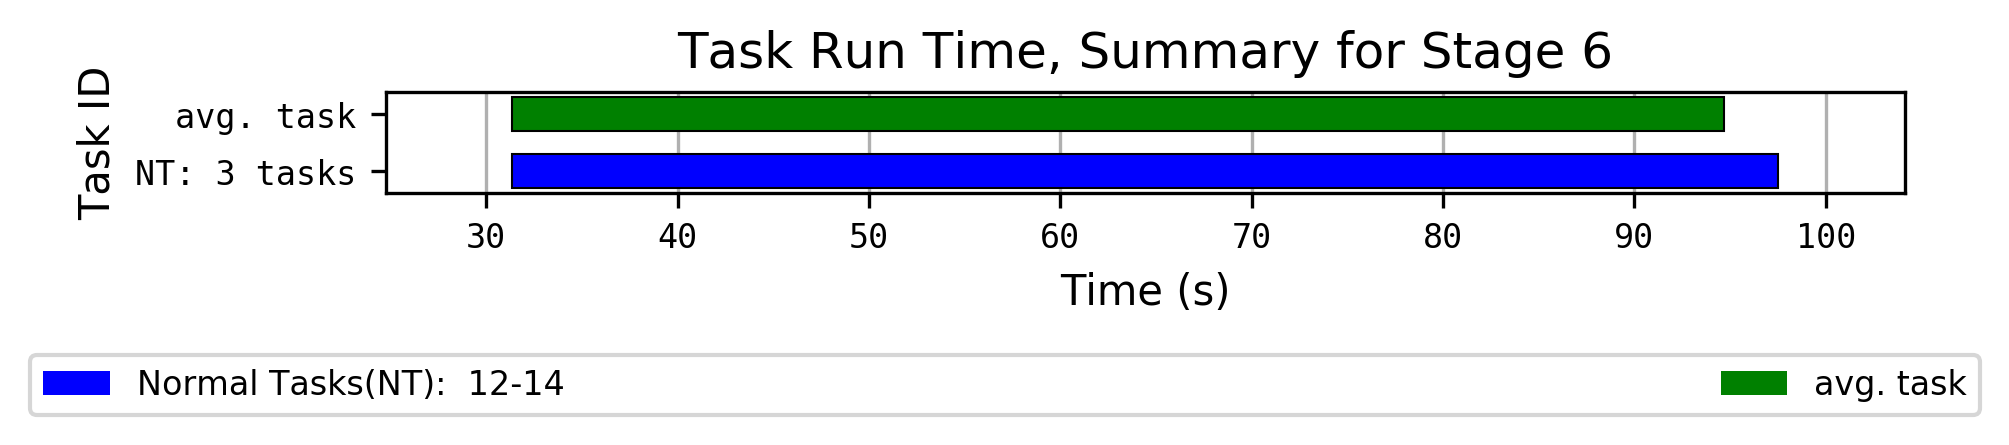 Task Run Time, Summary for Stage 6
Task ID
avg. task
NT: 3 tasks
30 40 50 60 70 80 90 100
Time (s)
Normal Tasks(NT):  12-14
avg. task